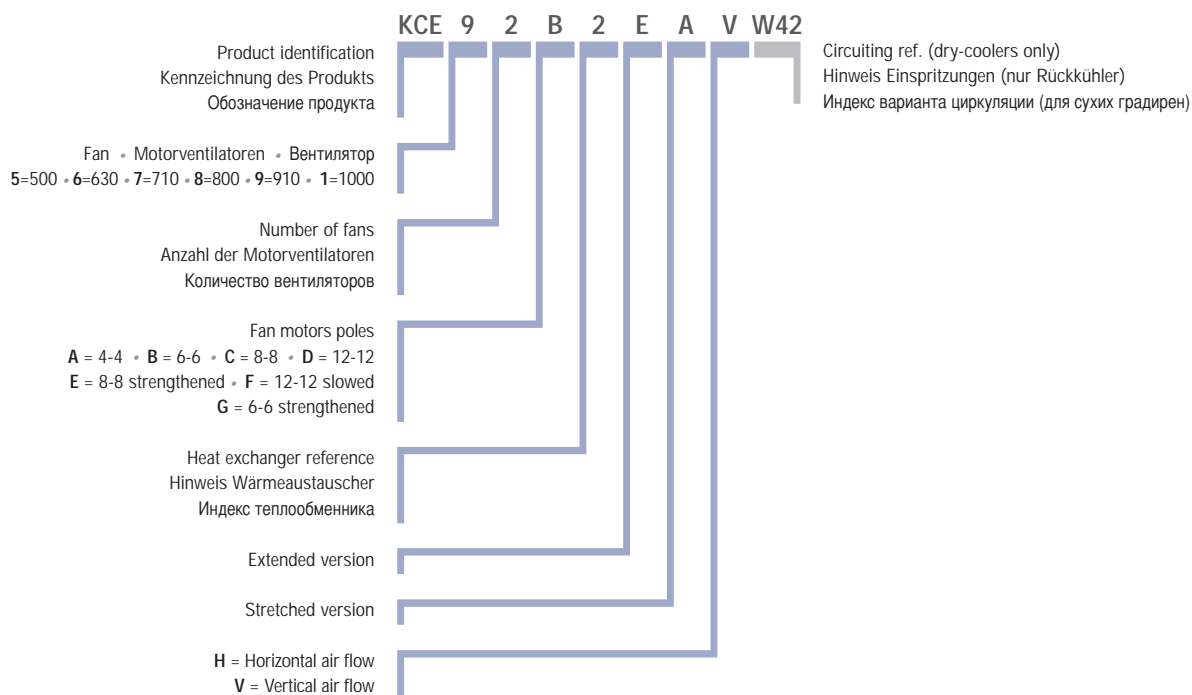 KCE 9 2 B 2 E A V W42
Product identification
Kennzeichnung des Produkts
Обозначение продукта
Circuiting ref. (dry-coolers only)
Hinweis Einspritzungen (nur Rückkühler)
Индекс варианта циркуляции (для сухих градирен)
Fan • Motorventilatoren • Вентилятор
5=500 • 6=630 • 7=710 • 8=800 • 9=910 • 1=1000
Number of fans
Anzahl der Motorventilatoren
Количество вентиляторов
Fan motors poles
A = 4-4 • B = 6-6 • C = 8-8 • D = 12-12
E = 8-8 strengthened • F = 12-12 slowed
G = 6-6 strengthened
Heat exchanger reference
Hinweis Wärmeaustauscher
Индекс теплообменника
Extended version
Stretched version
H = Horizontal air flow
V = Vertical air flow